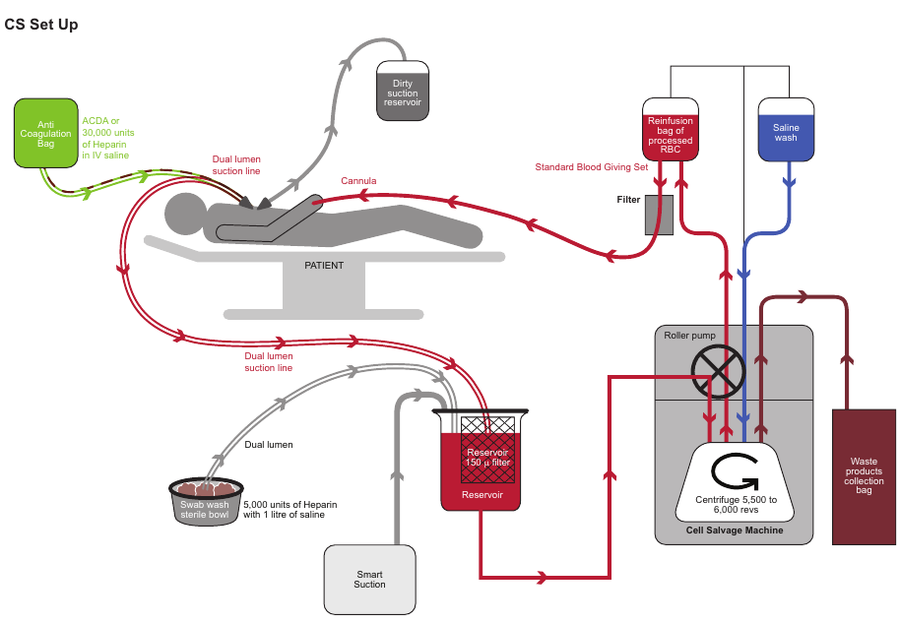 CS Set Up
Anti
Coagulation
Bag
ACDA or
30,000 units
of Heparin
in IV saline
Dual lumen
suction line
Dirty
suction
reservoir
Cannula
Reinfusion
bag of
processed
RBC
Saline
wash
Standard Blood Giving Set
Filter
PATIENT
Roller pump
Dual lumen
suction line
Dual lumen
Swab wash
sterile bowl
5,000 units of Heparin
with 1 litre of saline
Reservoir
150 µ filter
Reservoir
Smart
Suction
Centrifuge 5,500 to
6,000 revs
Cell Salvage Machine
Waste
products
collection
bag